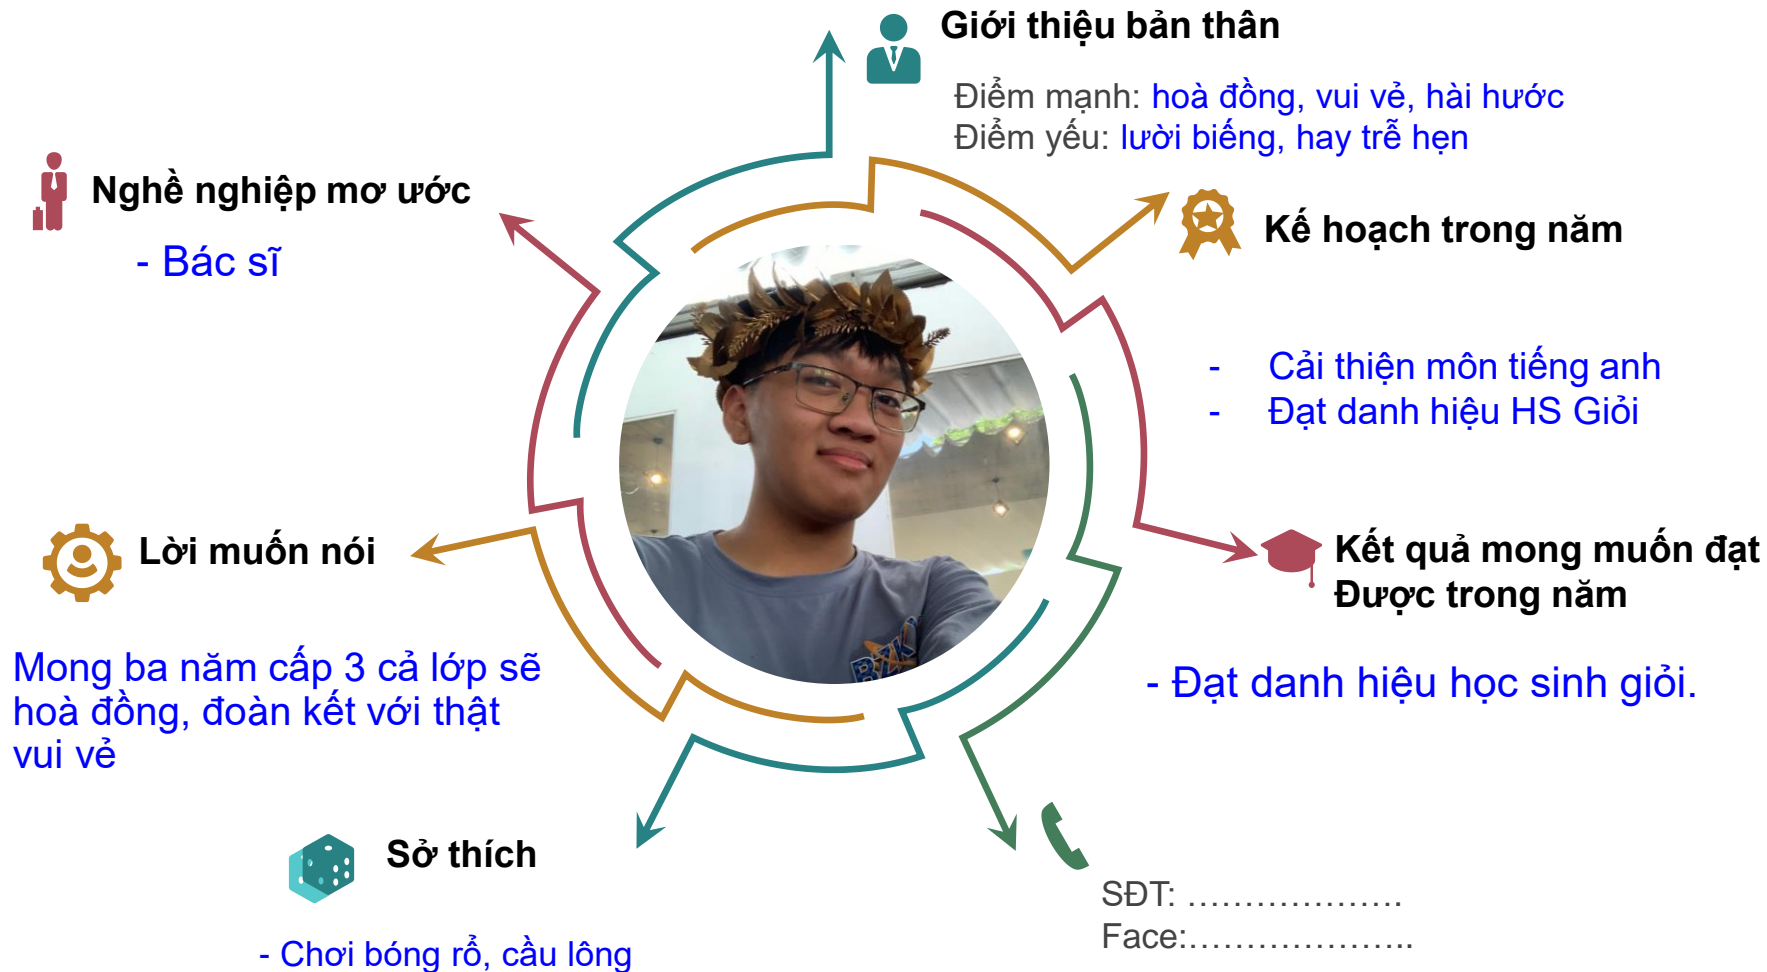 Giới thiệu bản thân
Điểm mạnh: hoà đồng, vui vẻ, hài hước
Điểm yếu: lười biếng, hay trễ hẹn
Nghề nghiệp mơ ước
- Bác sĩ
Kế hoạch trong năm
- Cải thiện môn tiếng anh
- Đạt danh hiệu HS Giỏi
Lời muốn nói
Mong ba năm cấp 3 cả lớp sẽ
hoà đồng, đoàn kết với thật
vui vẻ
Kết quả mong muốn đạt
Được trong năm
- Đạt danh hiệu học sinh giỏi.
Sở thích
- Chơi bóng rổ, cầu lông
SĐT: ……………….
Face:………………..